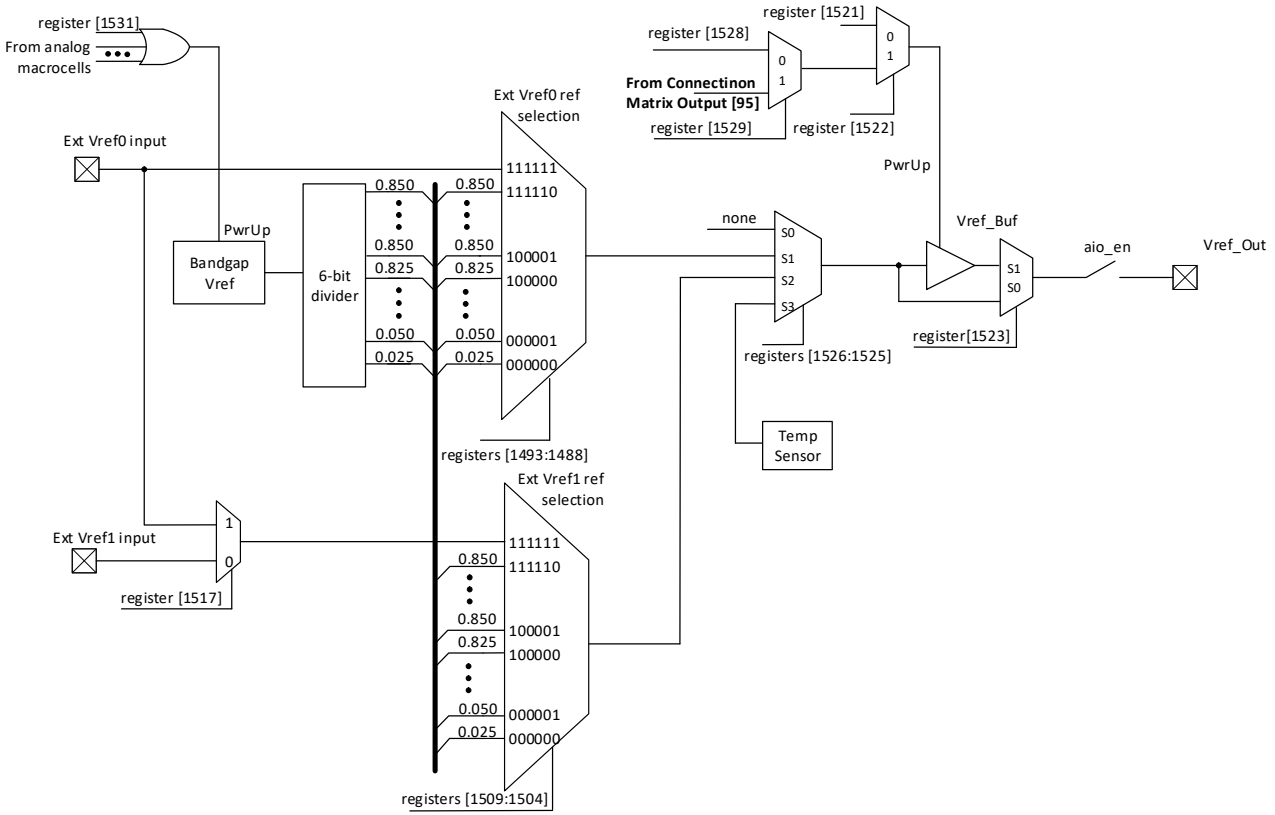 register [1531]
From analog
macrocells
PwrUp
Ext Vref0 input
Bandgap
Vref
6-bit
divider
0.850
0.850
0.825
0.050
0.025
0.850
0.850
0.825
0.050
0.025
Ext Vref0 ref
selection
111111
111110
100001
100000
000001
000000
registers [1493:1488]
Ext Vref1 input
1
0
register [1517]
Ext Vref1 ref
selection
0.850
0.850
0.825
0.050
0.025
111111
111110
100001
100000
000001
000000
registers [1509:1504]
register [1528]
From Connectinon
Matrix Output [95]
register [1529]
0
1
register [1521]
0
1
register [1522]
PwrUp
none
S0
S1
S2
S3
registers [1526:1525]
Temp
Sensor
Vref_Buf
S1
S0
register[1523]
aio_en
Vref_Out